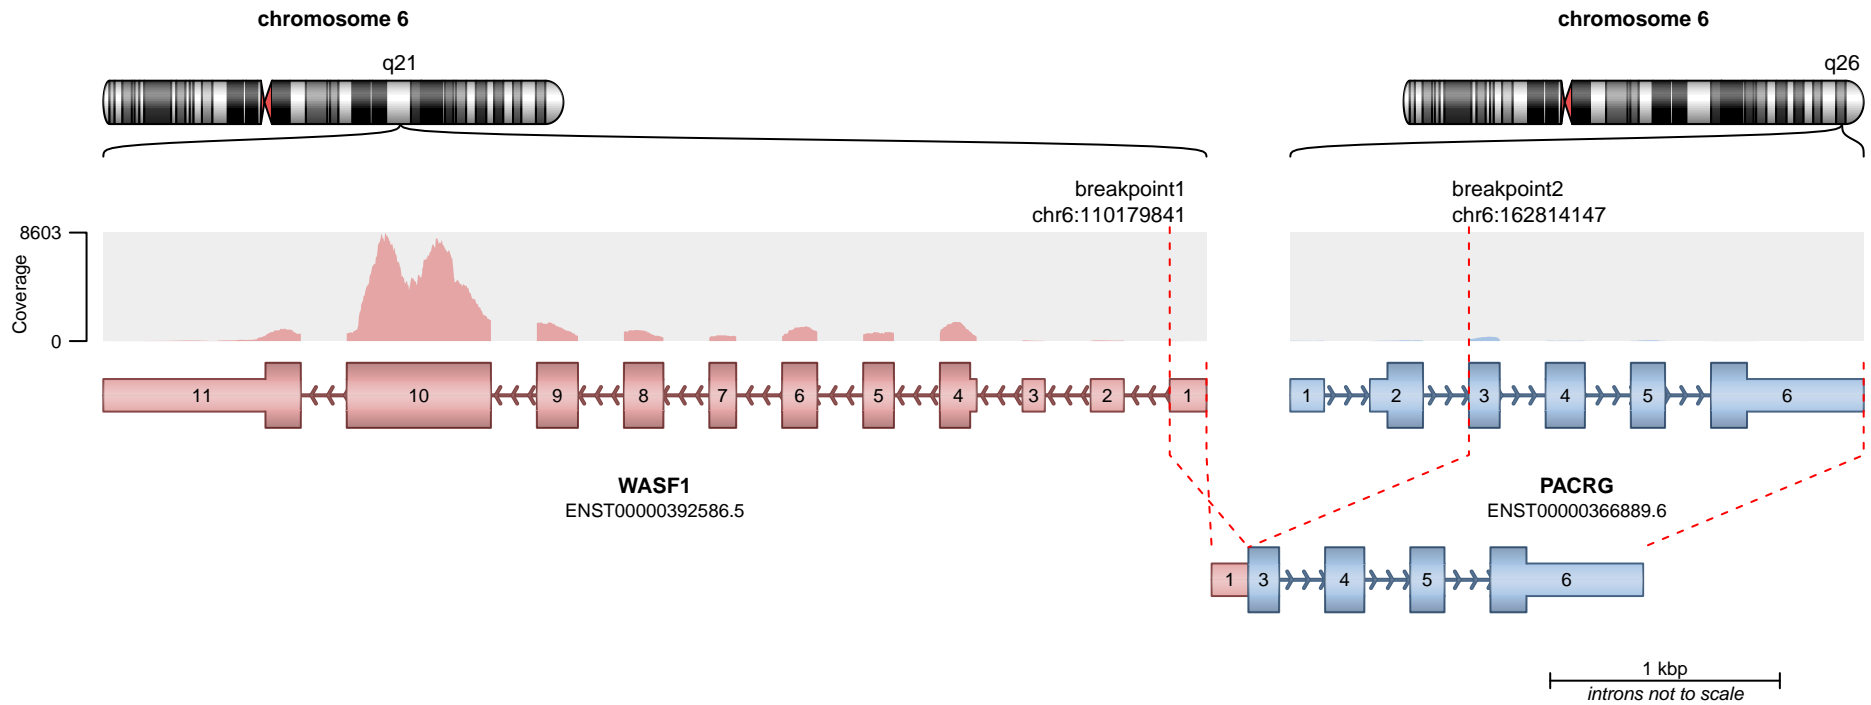 chromosome 6
chromosome 6
q21
q26
breakpoint1
chr6:110179841
breakpoint2
chr6:162814147
8603
Coverage
0
11 10 9 8 7 6 5 4 3 2 1
1 2 3 4 5 6
WASF1
ENST00000392586.5
PACRG
ENST00000366889.6
1 3 4 5 6
1 kbp
introns not to scale